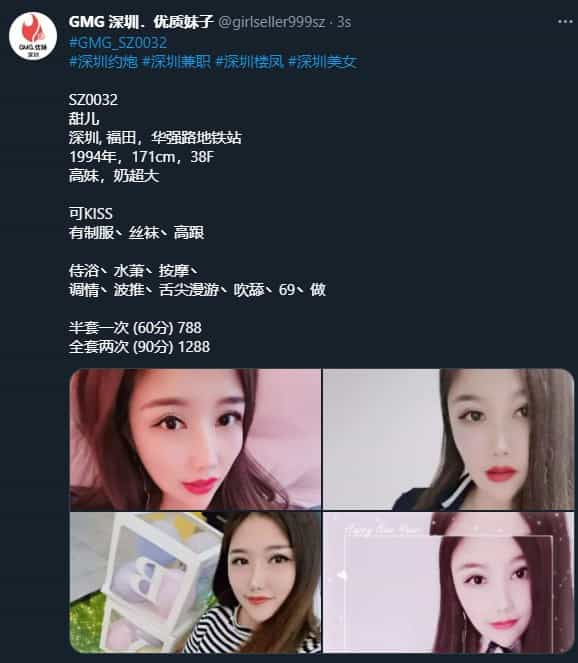 GMG.优妹
深圳
GMG 深圳．优质妹子 @girlseller999sz · 3s
#GMG_SZ0032
#深圳约炮 #深圳兼职 #深圳楼凤 #深圳美女
SZ0032
甜儿
深圳, 福田，华强路地铁站
1994年，171cm，38F
高妹，奶超大
可KISS
有制服、丝袜、高跟
侍浴、水萧、按摩、
调情、波推、舌尖漫游、吹舔、69、做
半套一次 (60分) 788
全套两次 (90分) 1288